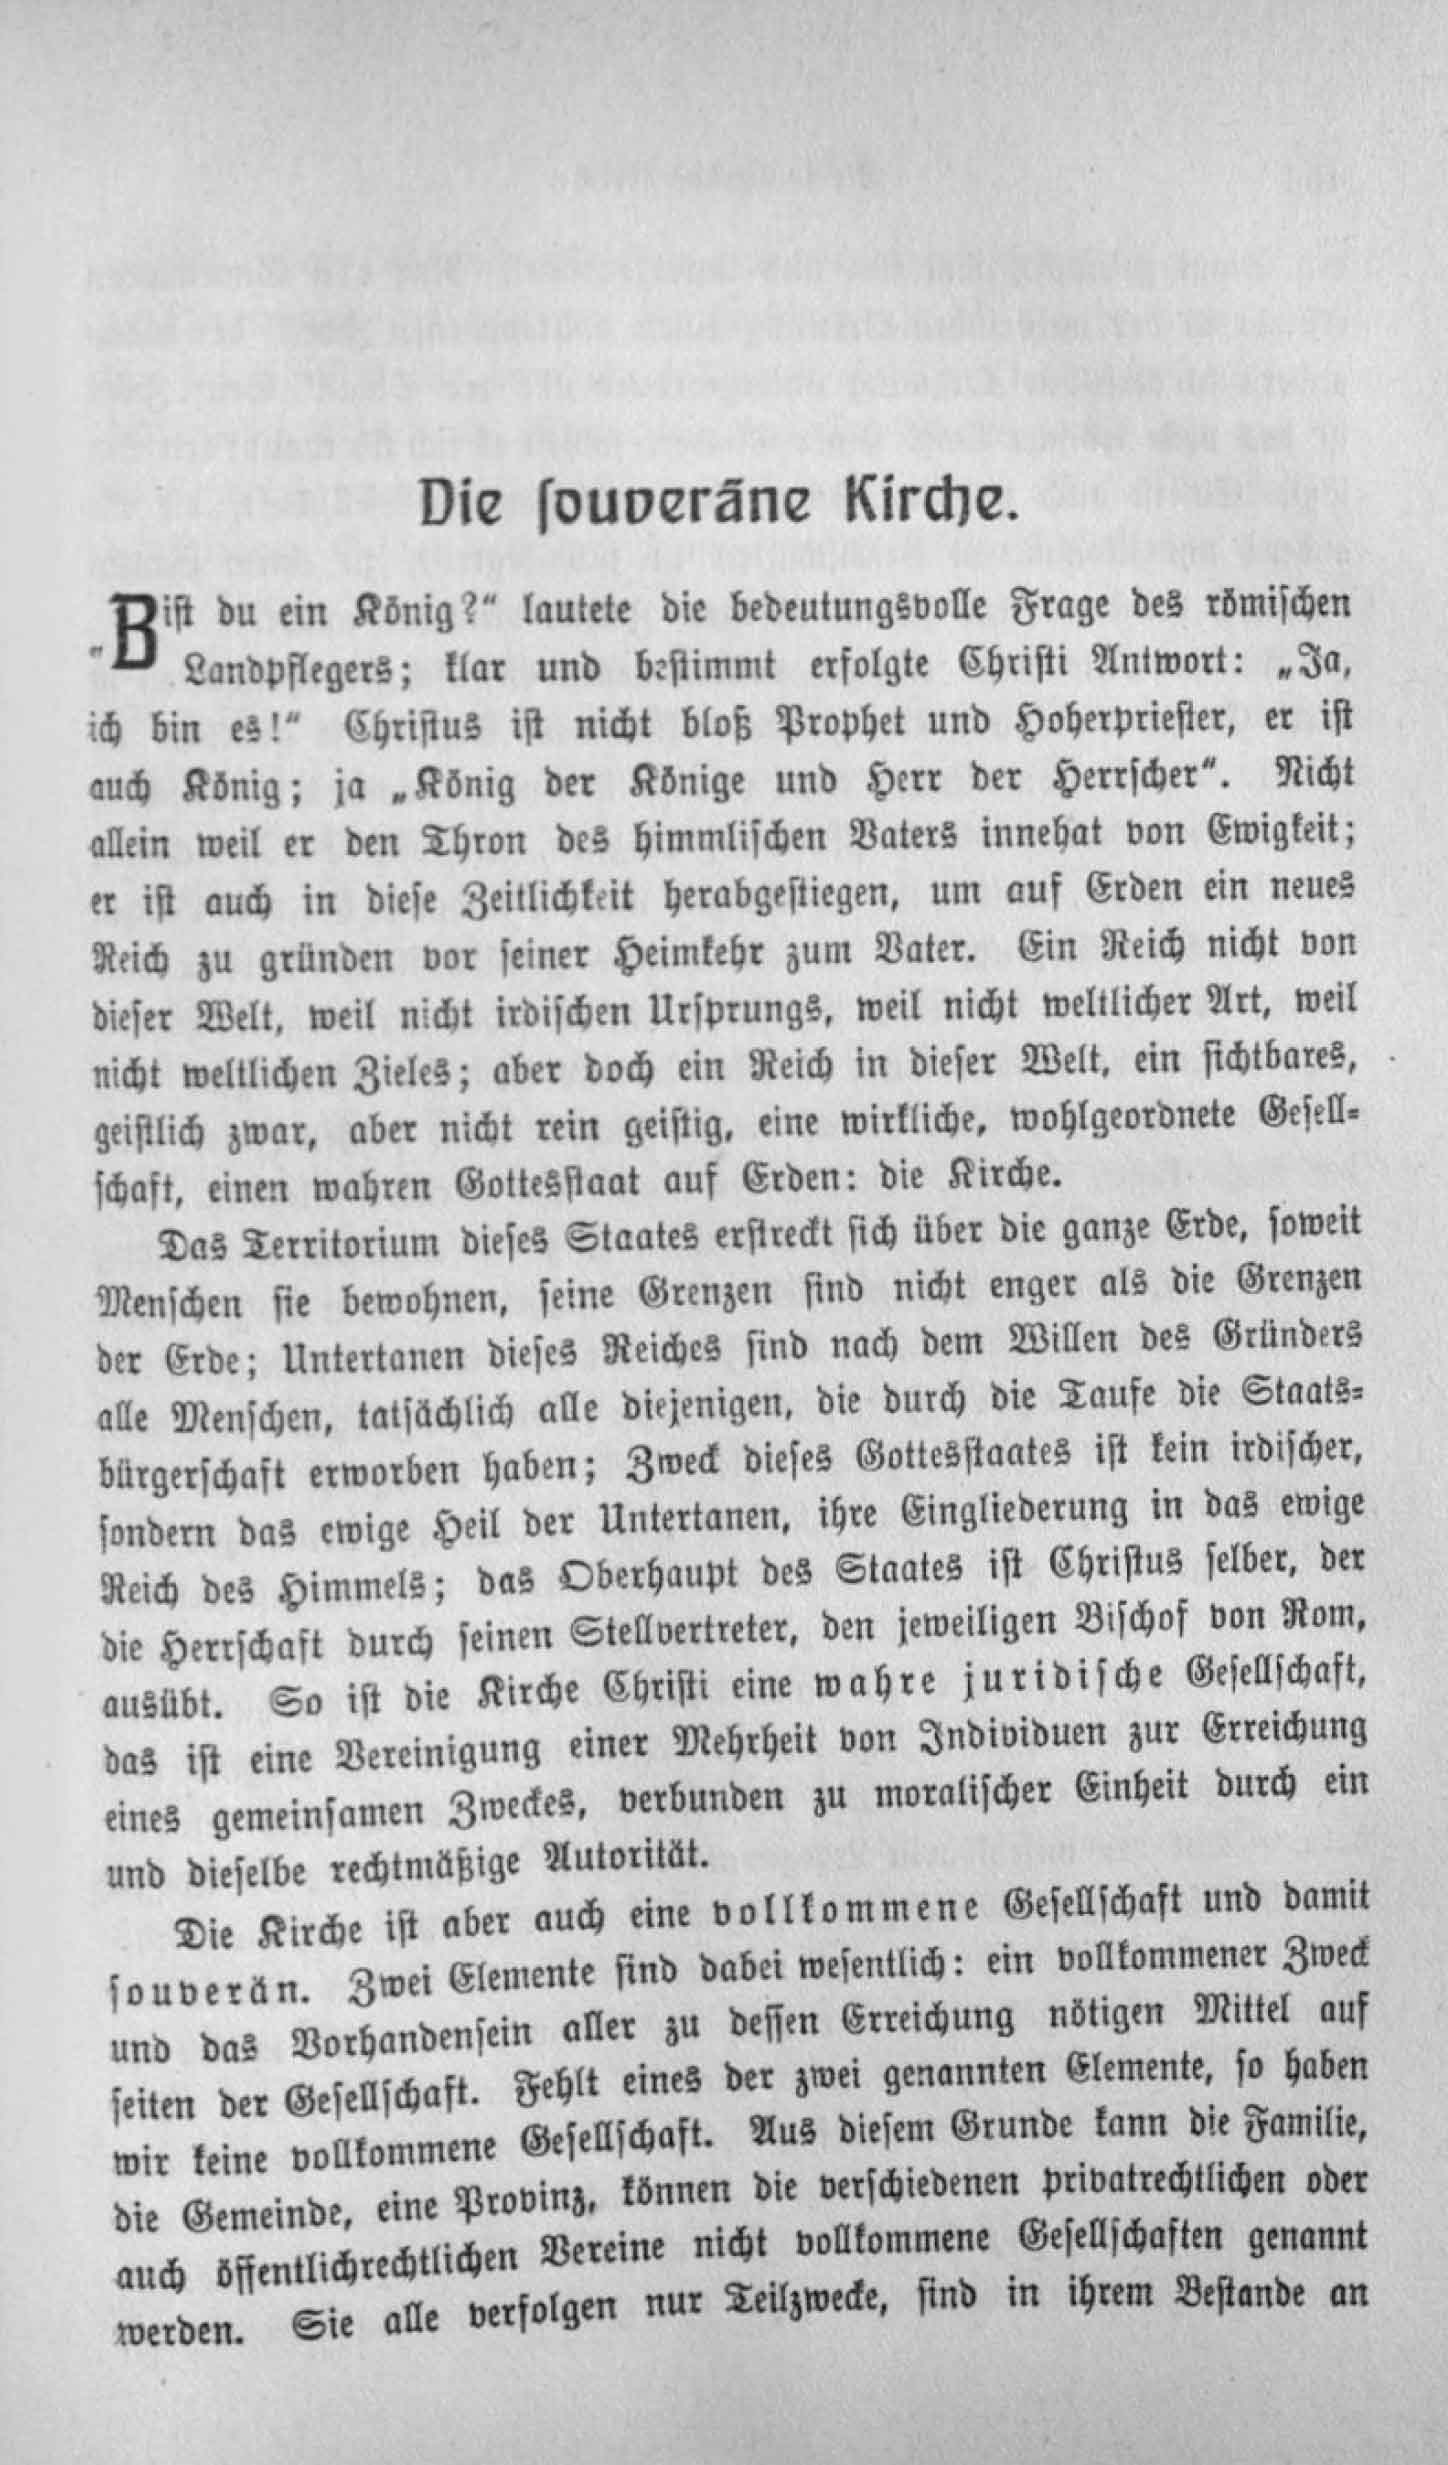 Die souveräne Kirche.
„Bist du ein König?“ lautete die bedeutungsvolle Frage des römischen
Landpflegers; klar und bestimmt erfolgte Christi Antwort: „Ja,
ich bin es!“ Christus ist nicht bloß Prophet und Hoherpriester, er ist
auch König; ja „König der Könige und Herr der Herrscher“. Nicht
allein weil er den Thron des himmlischen Vaters innehat von Ewigkeit;
er ist auch in diese Zeitlichkeit herabgestiegen, um auf Erden ein neues
Reich zu gründen vor seiner Heimkehr zum Vater. Ein Reich nicht von
dieser Welt, weil nicht irdischen Ursprungs, weil nicht weltlicher Art, weil
nicht weltlichen Zieles; aber doch ein Reich in dieser Welt, ein sichtbares,
geistlich zwar, aber nicht rein geistig, eine wirkliche, wohlgeordnete Gesell-
schaft, einen wahren Gottesstaat auf Erden: die Kirche.
Das Territorium dieses Staates erstreckt sich über die ganze Erde, soweit
Menschen sie bewohnen, seine Grenzen sind nicht enger als die Grenzen
der Erde; Untertanen dieses Reiches sind nach dem Willen des Gründers
alle Menschen, tatsächlich alle diejenigen, die durch die Taufe die Staats-
bürgerschaft erworben haben; Zweck dieses Gottesstaates ist kein irdischer,
sondern das ewige Heil der Untertanen, ihre Eingliederung in das ewige
Reich des Himmels; das Oberhaupt des Staates ist Christus selber, der
die Herrschaft durch seinen Stellvertreter, den jeweiligen Bischof von Rom,
ausübt. So ist die Kirche Christi eine wahre juridische Gesellschaft,
das ist eine Vereinigung einer Mehrheit von Individuen zur Erreichung
eines gemeinsamen Zweckes, verbunden zu moralischer Einheit durch ein
und dieselbe rechtmäßige Autorität.
Die Kirche ist aber auch eine vollkommene Gesellschaft und damit
souverän. Zwei Elemente sind dabei wesentlich: ein vollkommener Zweck
und das Vorhandensein aller zu dessen Erreichung nötigen Mittel auf
seiten der Gesellschaft. Fehlt eines der zwei genannten Elemente, so haben
wir keine vollkommene Gesellschaft. Aus diesem Grunde kann die Familie,
die Gemeinde, eine Provinz, können die verschiedenen privatrechtlichen oder
auch öffentlichrechtlichen Vereine nicht vollkommene Gesellschaften genannt
werden. Sie alle verfolgen nur Teilzwecke, sind in ihrem Bestande an